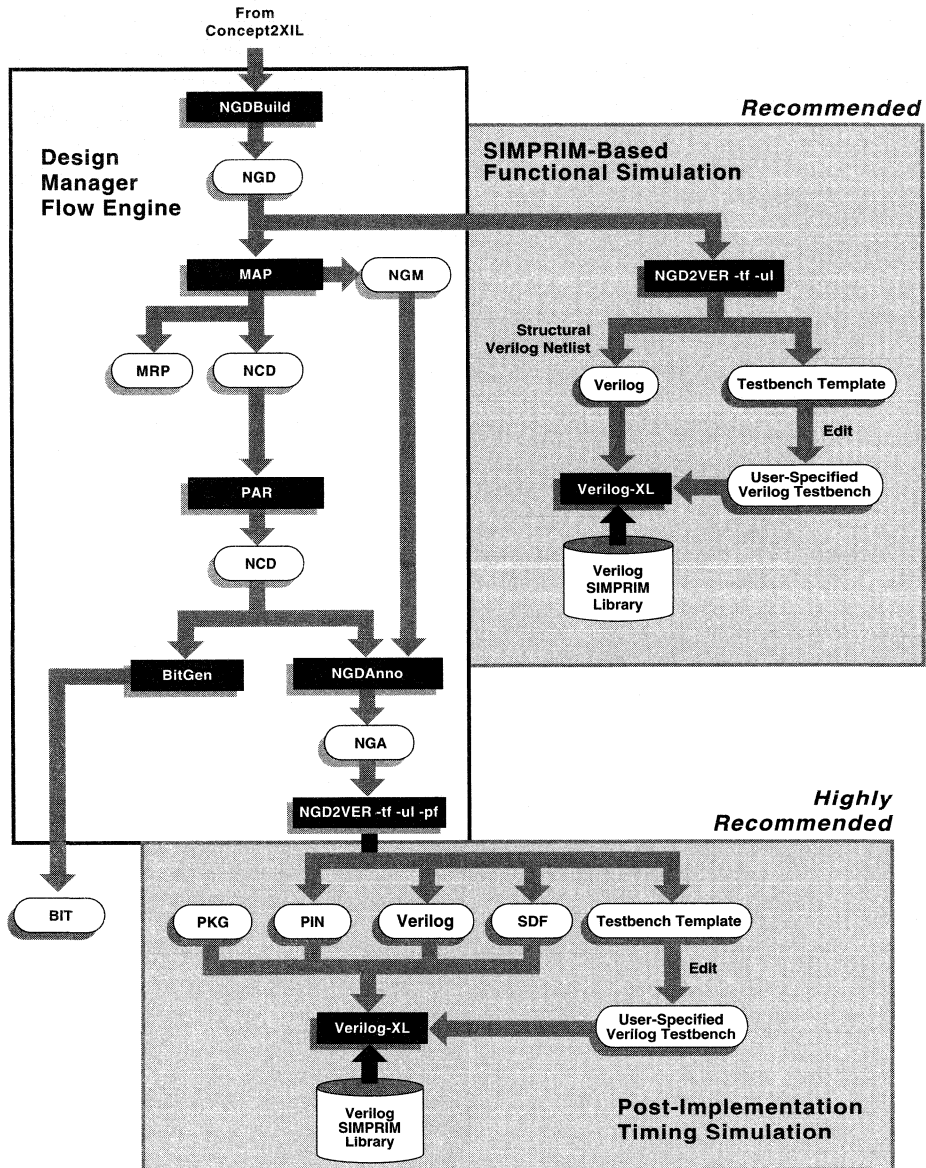 From
Concept2XIL
NGDBuild
Recommended
Design
Manager
Flow Engine
NGD
SIMPRIM-Based
Functional Simulation
MAP
NGM
NGD2VER -tf -ul
Structural
Verilog Netlist
MRP
NCD
Verilog
Testbench Template
Edit
PAR
Verilog-XL
User-Specified
Verilog Testbench
NCD
Verilog
SIMPRIM
Library
BitGen
NGDAnno
NGA
NGD2VER -tf -ul -pf
Highly
Recommended
BIT
PKG
PIN
Verilog
SDF
Testbench Template
Edit
Verilog-XL
User-Specified
Verilog Testbench
Verilog
SIMPRIM
Library
Post-Implementation
Timing Simulation